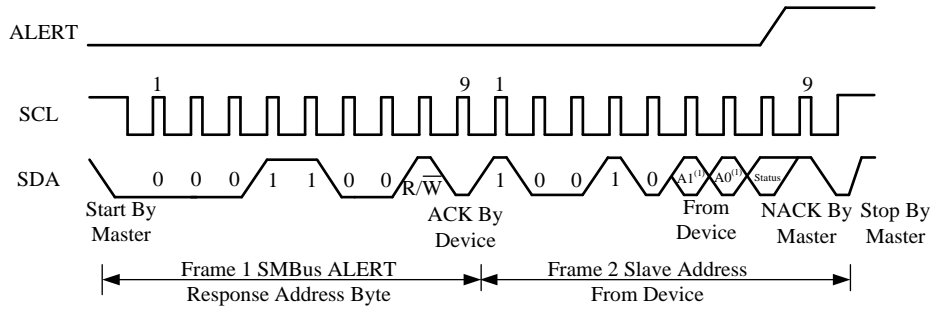 ALERT
1 9 1 9
SCL
SDA
0 0 0 1 1 0 0 R/W̅ 1 0 0 1 0 A1⁽¹⁾ A0⁽¹⁾ Status
Start By
Master
ACK By
Device
From
Device
NACK By
Master
Stop By
Master
Frame 1 SMBus ALERT
Response Address Byte
Frame 2 Slave Address
From Device